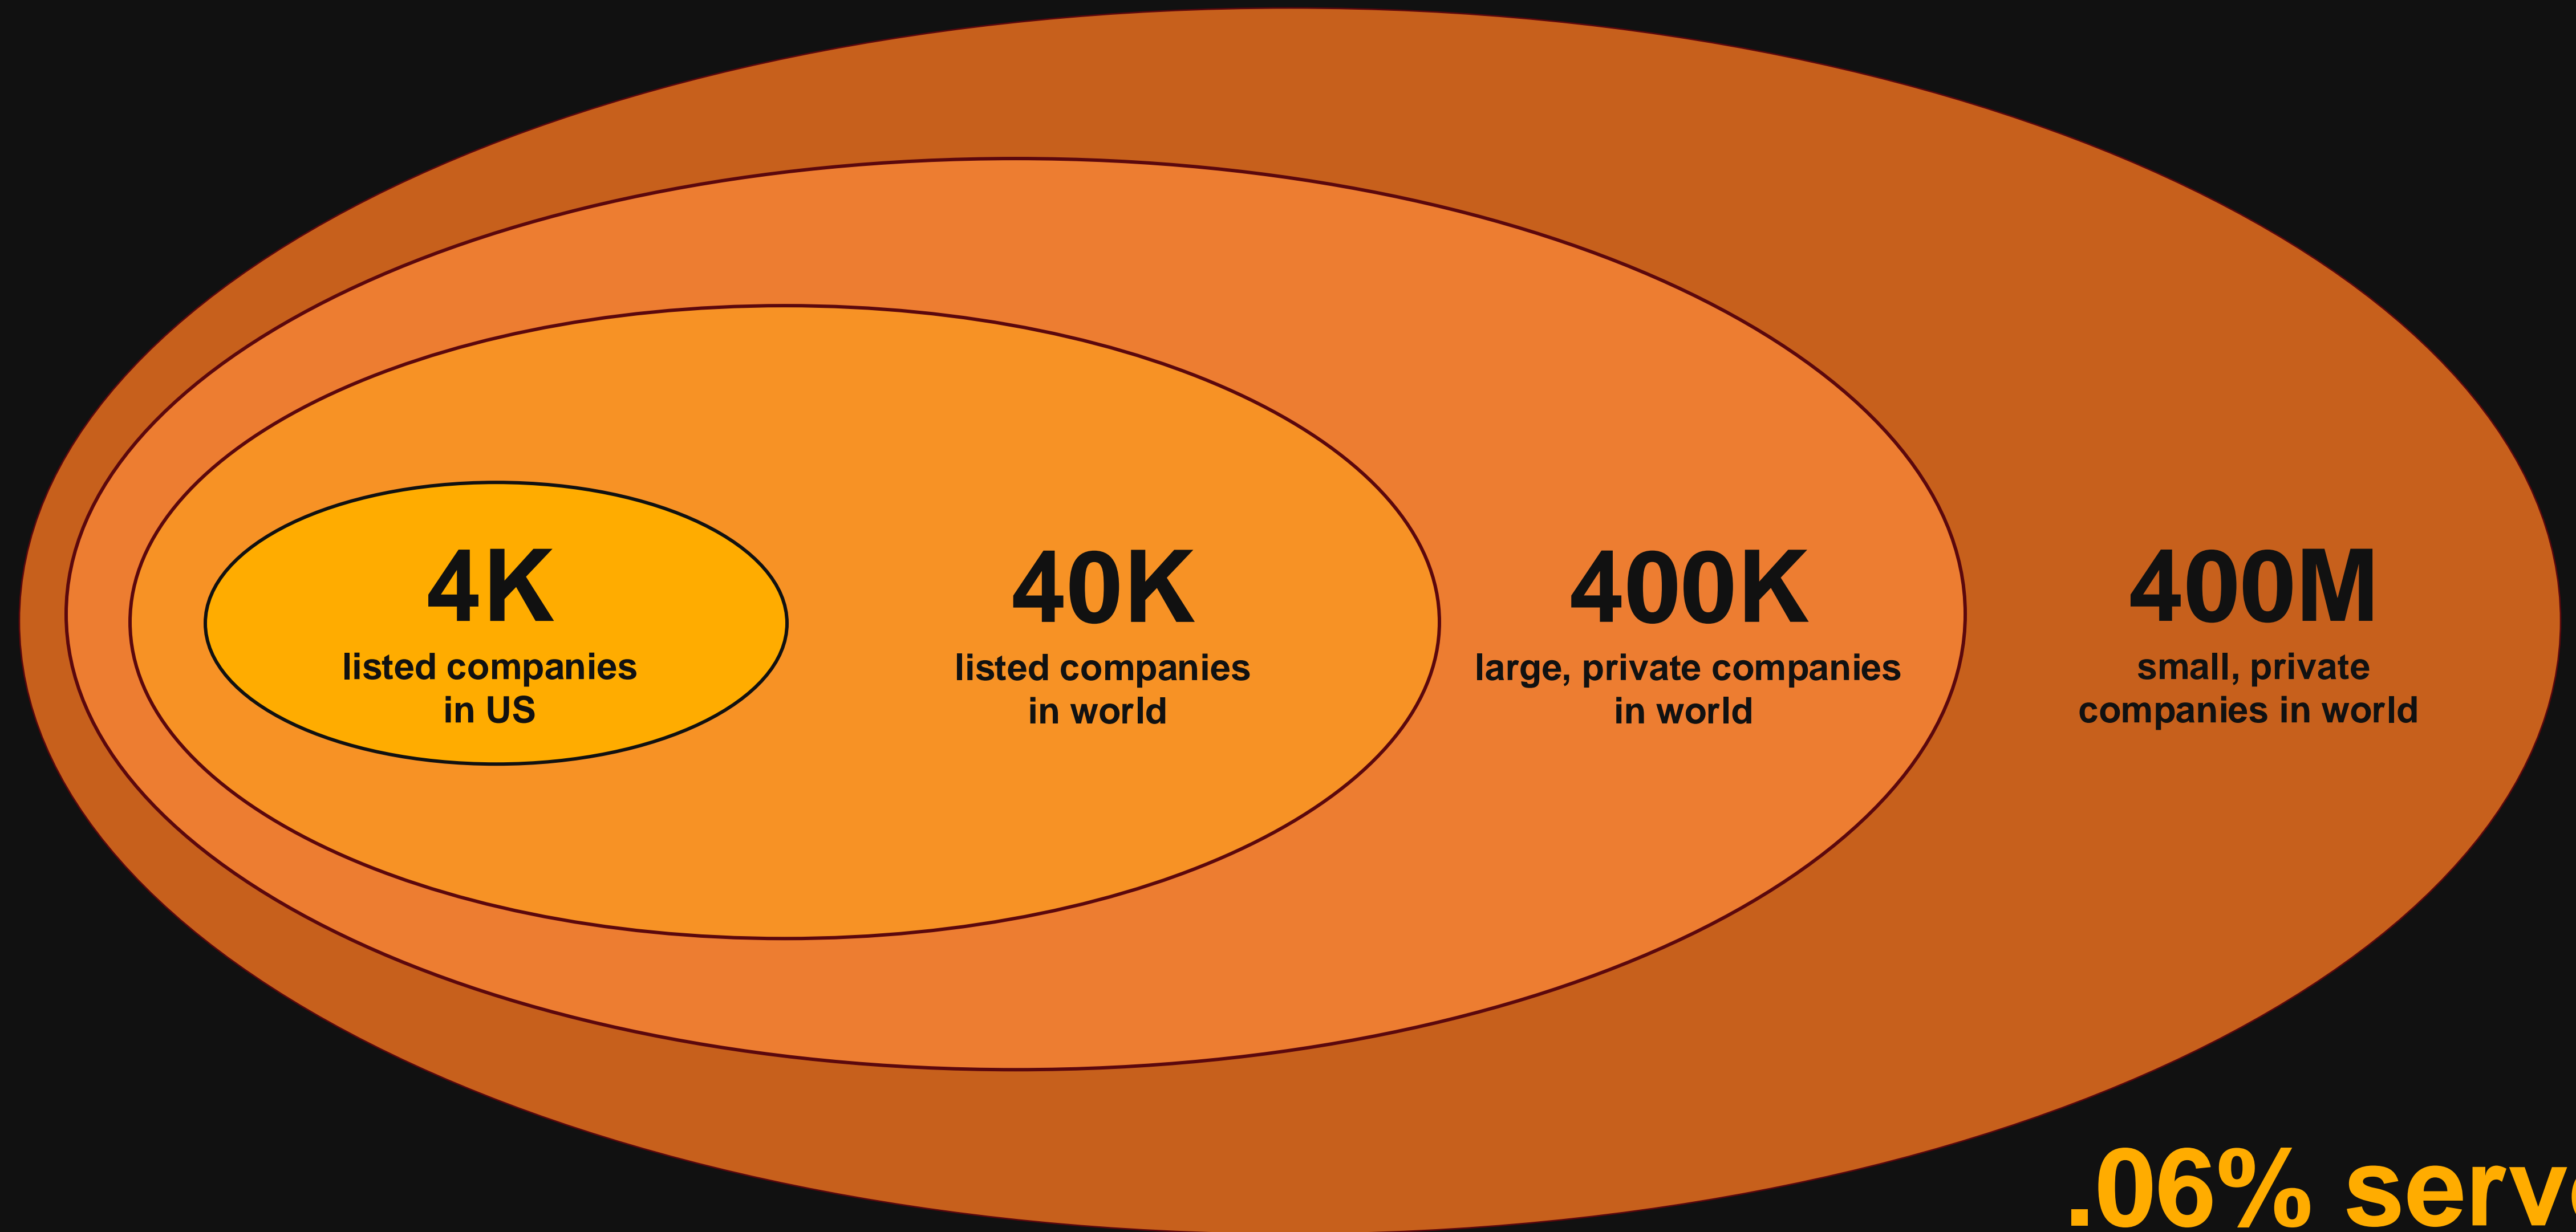 4K
listed companies
in US
40K
listed companies
in world
400K
large, private companies
in world
400M
small, private
companies in world
.06%